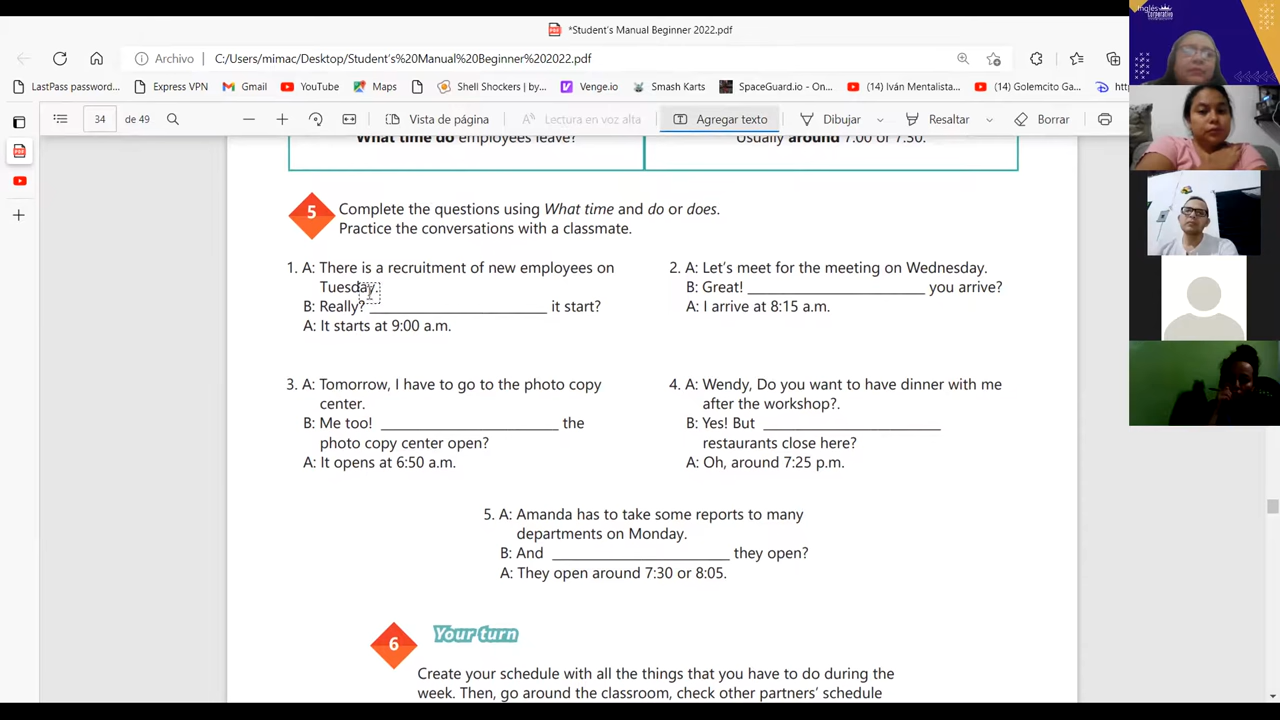 *Student's Manual Beginner 2022.pdf
Archivo C:/Users/mimac/Desktop/Student's%20Manual%20Beginner%202022.pdf
LastPass password... Express VPN Gmail YouTube Maps Shell Shockers | by... Venge.io Smash Karts SpaceGuard.io - On... (14) Iván Mentalista... (14) Golemcito Ga...
34 de 49 Vista de página Lectura en voz alta Agregar texto Dibujar Resaltar Borrar
What time do employees leave? Usually around 7:00 or 7:30.
5 Complete the questions using What time and do or does.
Practice the conversations with a classmate.
1. A: There is a recruitment of new employees on
Tuesday.
B: Really? ____________________ it start?
A: It starts at 9:00 a.m.
2. A: Let's meet for the meeting on Wednesday.
B: Great! ____________________ you arrive?
A: I arrive at 8:15 a.m.
3. A: Tomorrow, I have to go to the photo copy
center.
B: Me too! ____________________ the
photo copy center open?
A: It opens at 6:50 a.m.
4. A: Wendy, Do you want to have dinner with me
after the workshop?.
B: Yes! But ____________________
restaurants close here?
A: Oh, around 7:25 p.m.
5. A: Amanda has to take some reports to many
departments on Monday.
B: And ____________________ they open?
A: They open around 7:30 or 8:05.
6 Your turn
Create your schedule with all the things that you have to do during the
week. Then, go around the classroom, check other partners' schedule
Inglés
corporativo